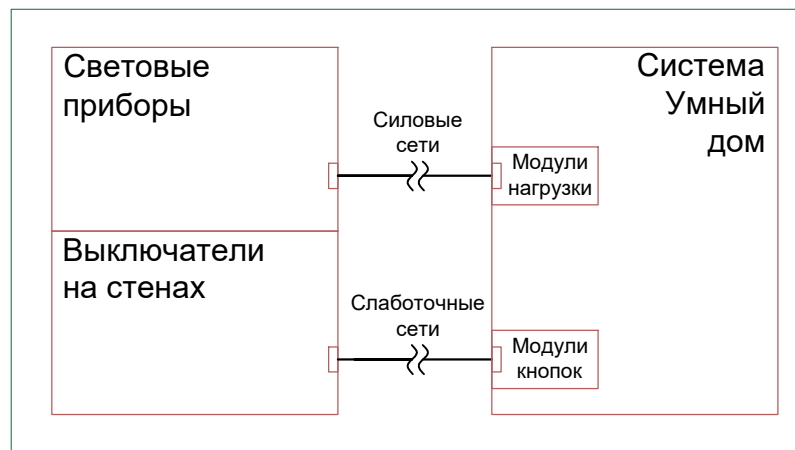 Световые
приборы
Силовые
сети
Система
Умный
дом
Модули
нагрузки
Выключатели
на стенах
Слаботочные
сети
Модули
кнопок